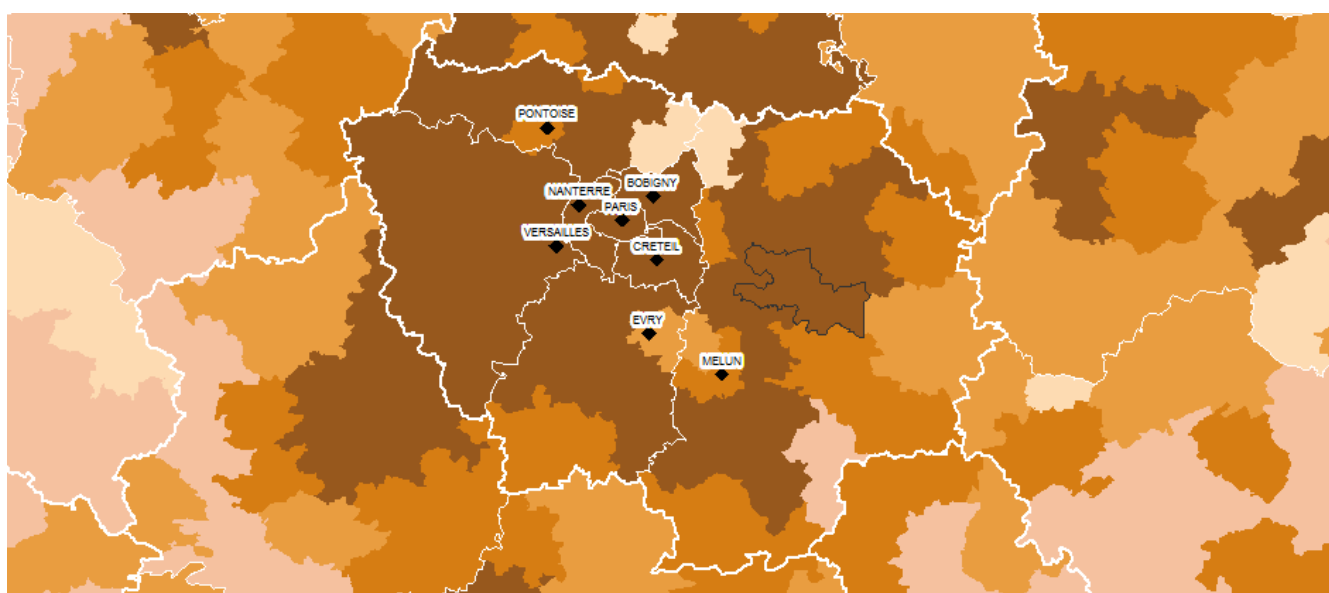 PONTOISE
NANTERRE
BOBIGNY
PARIS
VERSAILLES
CRETEIL
EVRY
MELUN